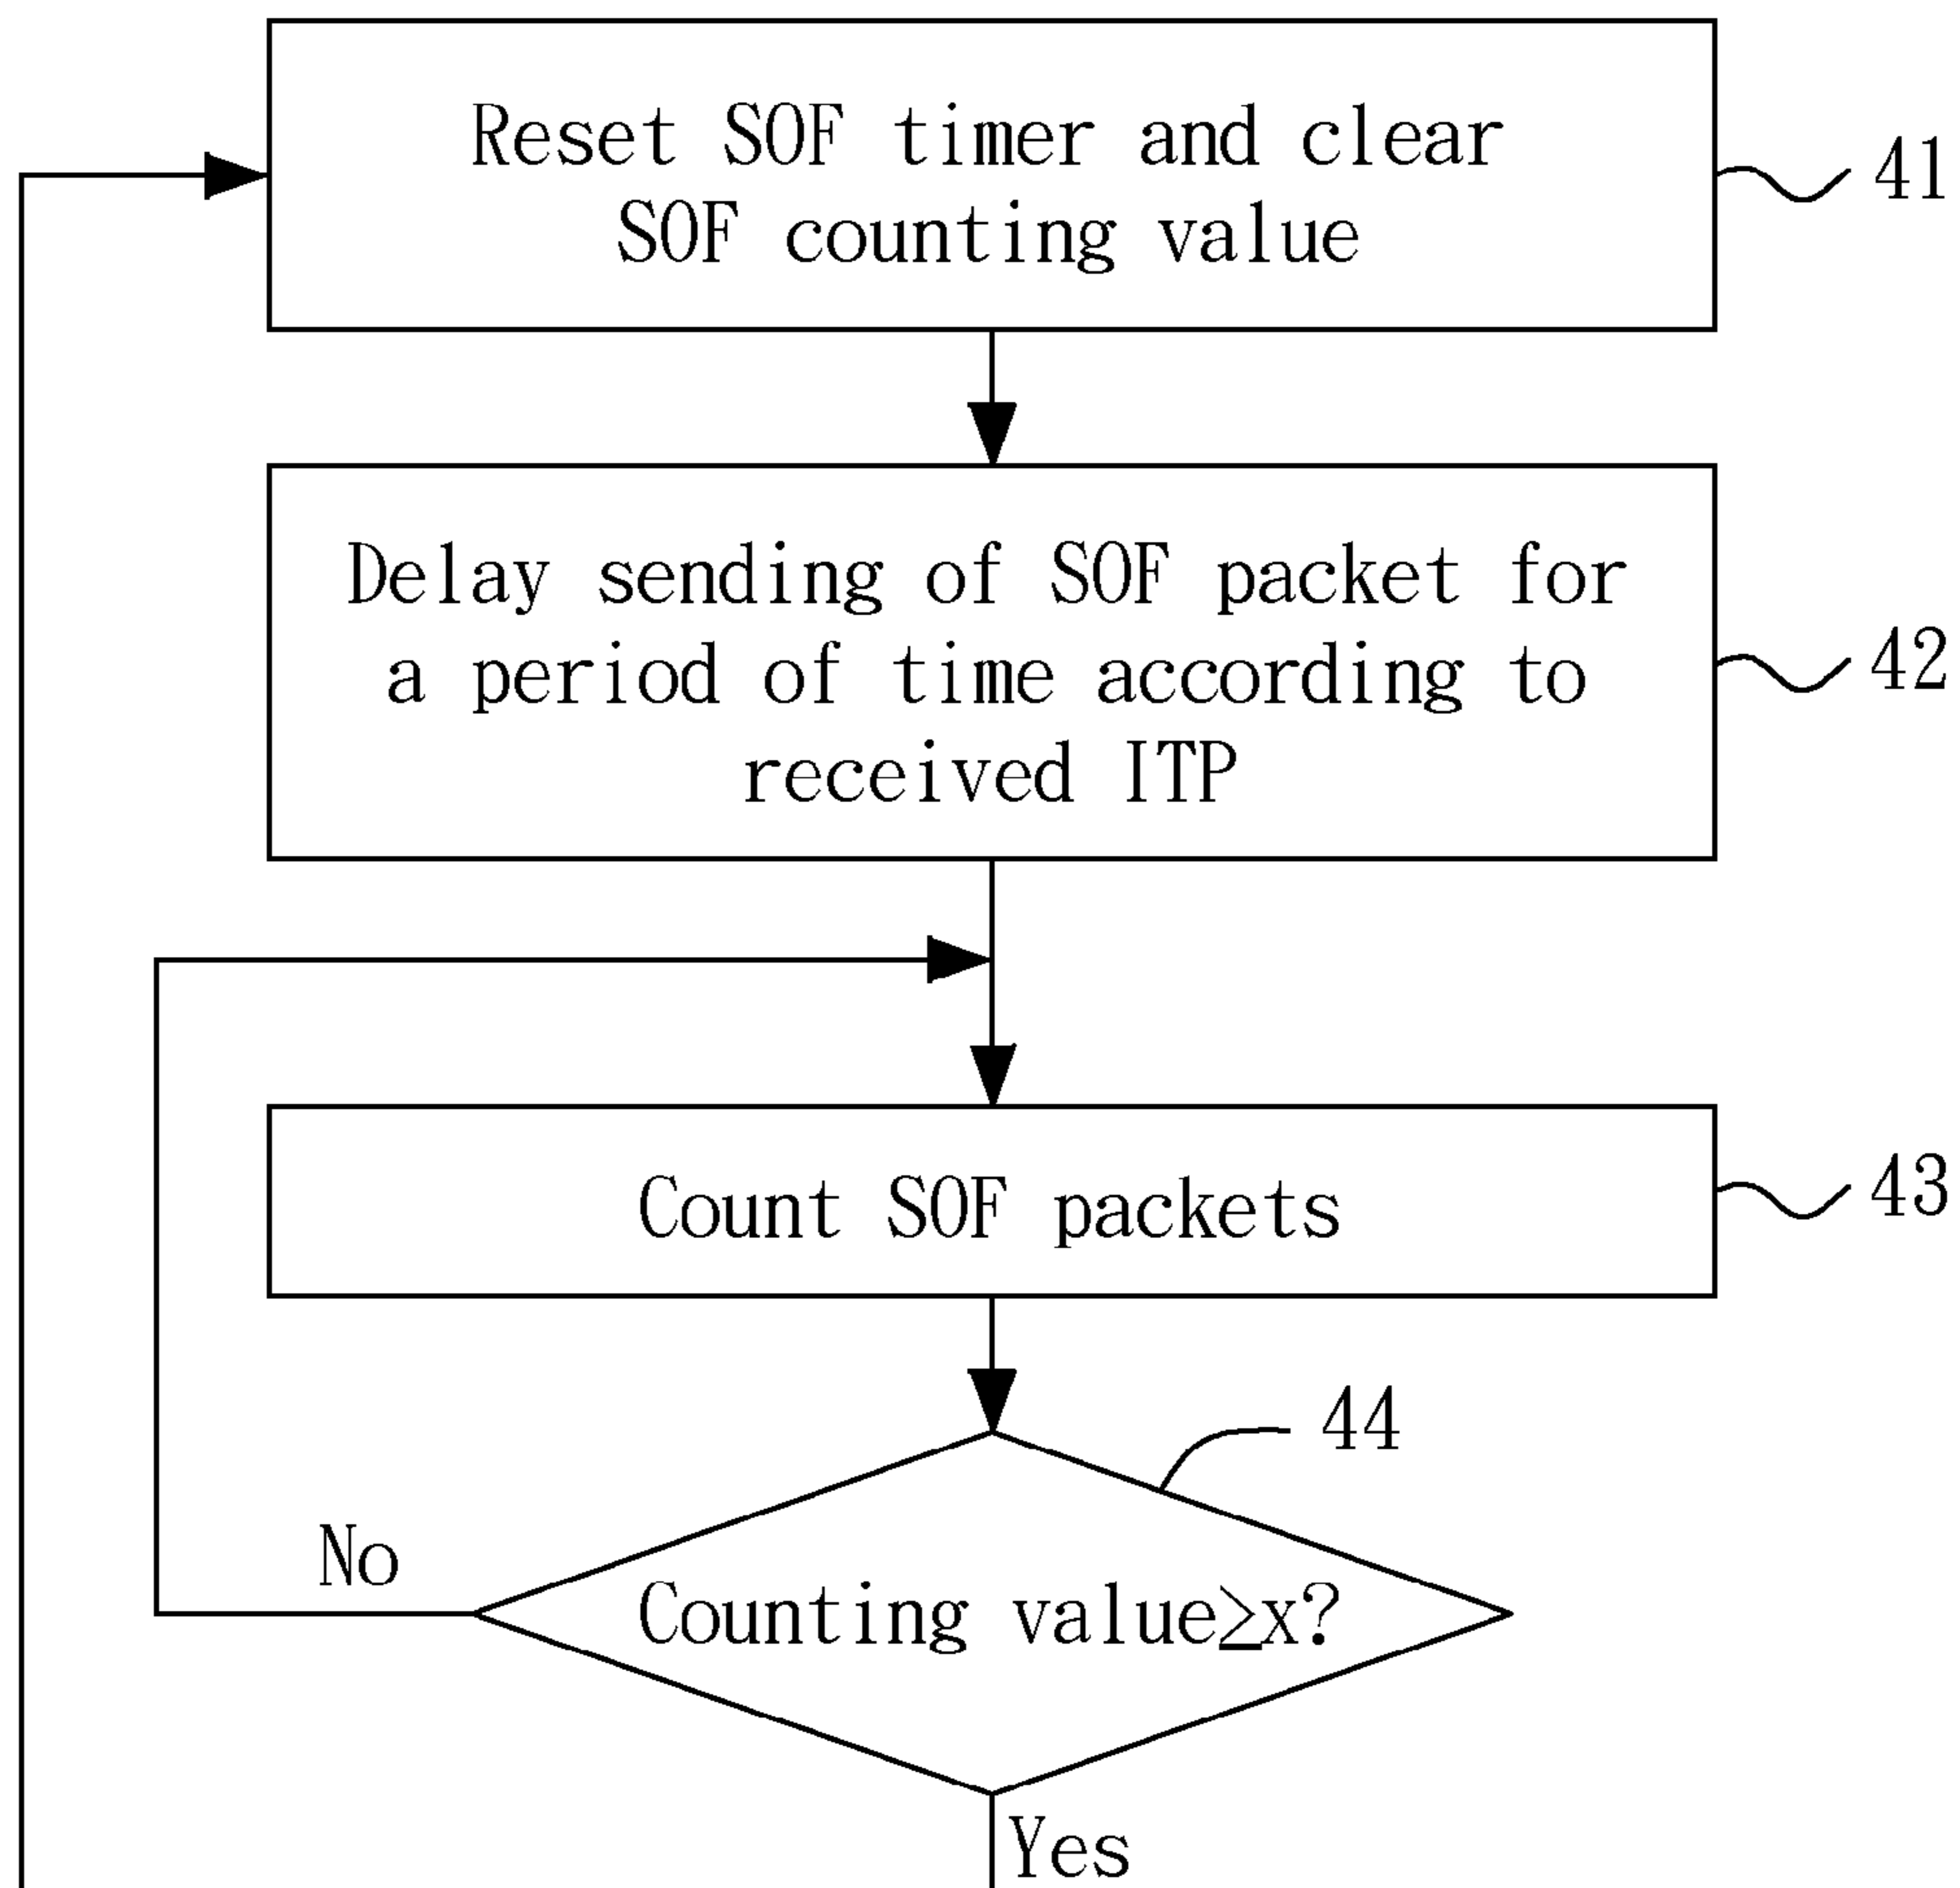 Reset SOF timer and clear
SOF counting value
41
Delay sending of SOF packet for
a period of time according to
received ITP
42
Count SOF packets
43
44
No
Counting value≥x?
Yes